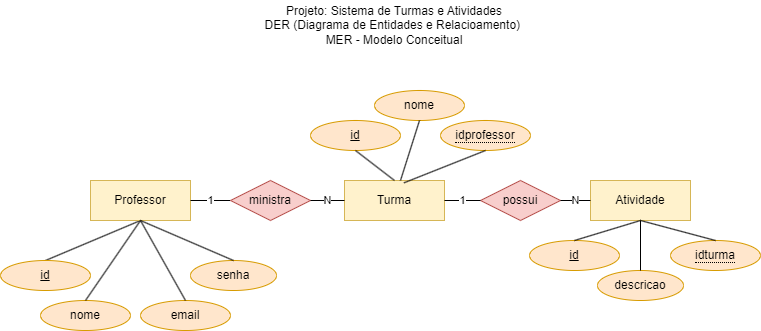 Projeto: Sistema de Turmas e Atividades
DER (Diagrama de Entidades e Relacioamento)
MER - Modelo Conceitual
nome
id
idprofessor
Professor
1
ministra
N
Turma
1
possui
N
Atividade
id
senha
nome
email
id
idturma
descricao